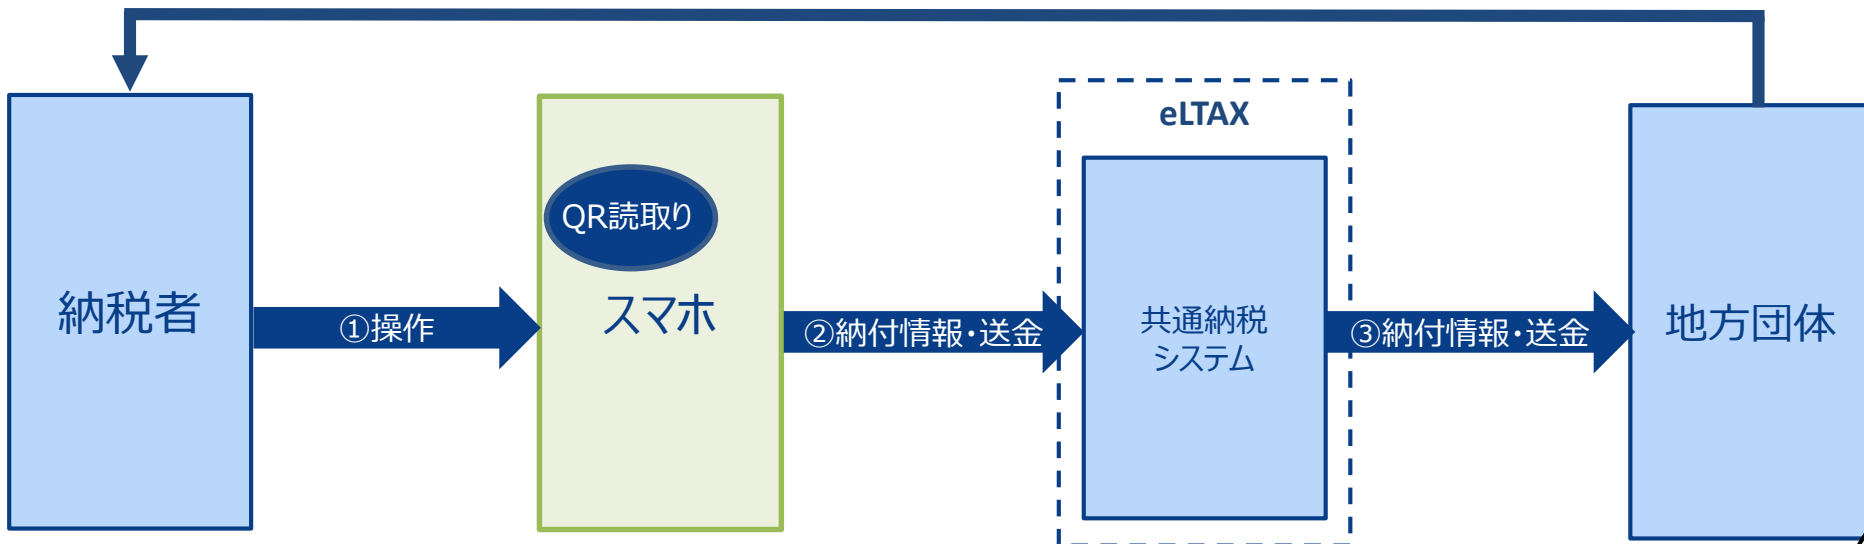 eLTAX
QR読取り
納税者
①操作
スマホ
②納付情報・送金
共通納税
システム
③納付情報・送金
地方団体